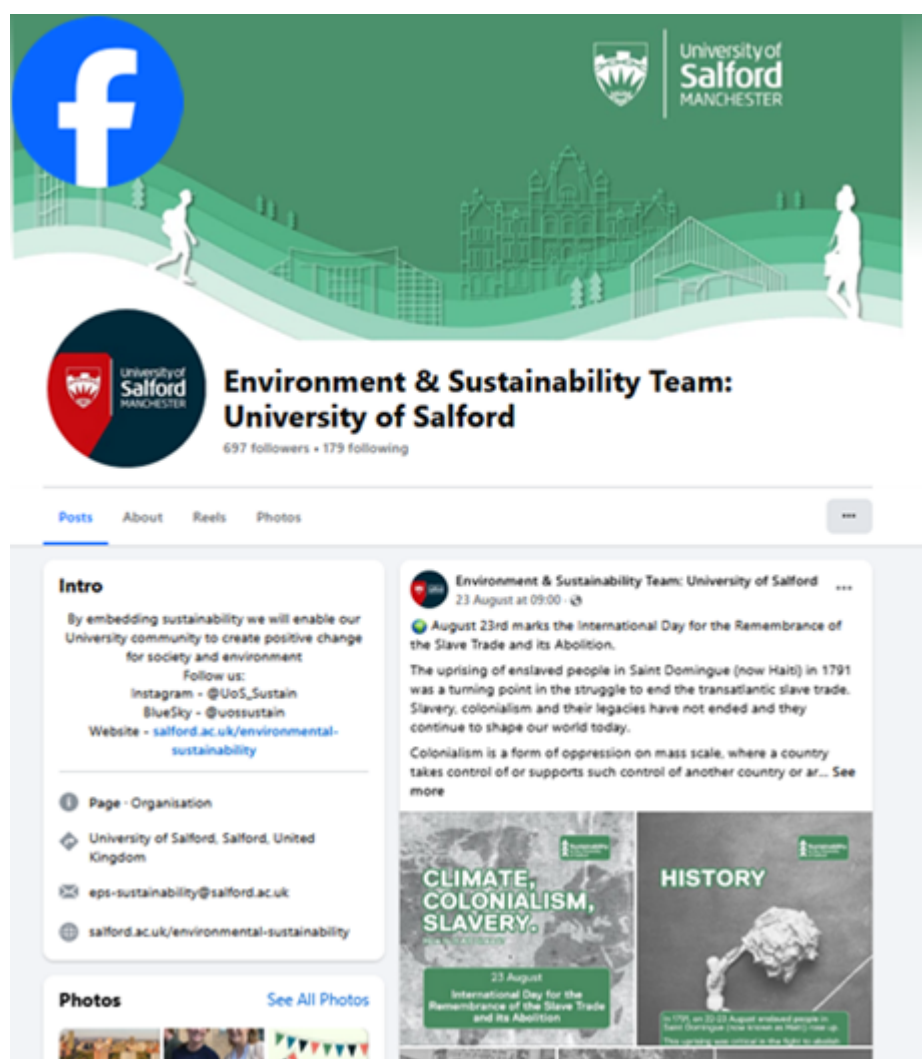 University of
Salford
MANCHESTER
University of
Salford
MANCHESTER
Environment & Sustainability Team:
University of Salford
697 followers • 179 following
Posts
About
Reels
Photos
Intro
By embedding sustainability we will enable our
University community to create positive change
for society and environment
Follow us:
Instagram - @UoS_Sustain
BlueSky - @uossustain
Website - salford.ac.uk/environmental-
sustainability
Page · Organisation
University of Salford, Salford, United
Kingdom
eps-sustainability@salford.ac.uk
salford.ac.uk/environmental-sustainability
Photos
See All Photos
Environment & Sustainability Team: University of Salford
23 August at 09:00 ·
August 23rd marks the International Day for the Remembrance of
the Slave Trade and its Abolition.
The uprising of enslaved people in Saint Domingue (now Haiti) in 1791
was a turning point in the struggle to end the transatlantic slave trade.
Slavery, colonialism and their legacies have not ended and they
continue to shape our world today.
Colonialism is a form of oppression on mass scale, where a country
takes control of or supports such control of another country or ar... See
more
CLIMATE,
COLONIALISM,
SLAVERY.
23 August
International Day for the
Remembrance of the Slave Trade
and its Abolition
Sustainability
HISTORY
In 1791, on 22-23 August enslaved people in
Saint Domingue (now known as Haiti) rose up.
This uprising was critical in the fight to abolish